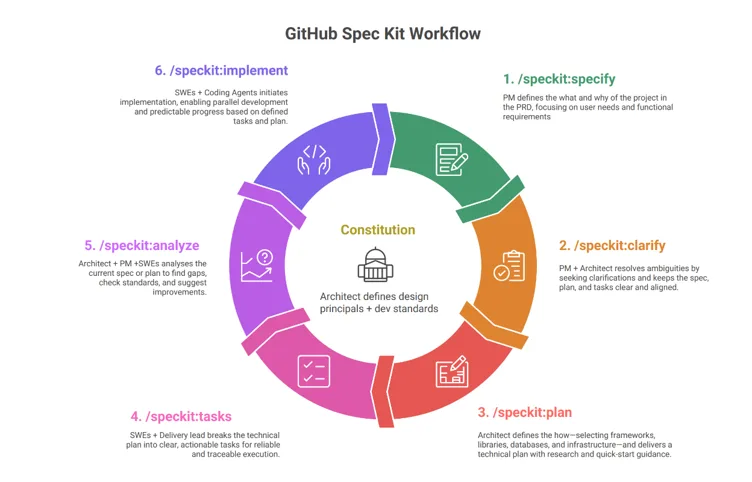 GitHub Spec Kit Workflow
6. /speckit:implement
SWEs + Coding Agents initiates
implementation, enabling parallel development
and predictable progress based on defined
tasks and plan.
1. /speckit:specify
PM defines the what and why of the project in
the PRD, focusing on user needs and functional
requirements
Constitution
Architect defines design
principals + dev standards
2. /speckit:clarify
PM + Architect resolves ambiguities by
seeking clarifications and keeps the spec,
plan, and tasks clear and aligned.
5. /speckit:analyze
Architect + PM +SWEs analyses the
current spec or plan to find gaps,
check standards, and suggest
improvements.
4. /speckit:tasks
SWEs + Delivery lead breaks the technical
plan into clear, actionable tasks for reliable
and traceable execution.
3. /speckit:plan
Architect defines the how—selecting frameworks,
libraries, databases, and infrastructure—and delivers a
technical plan with research and quick-start guidance.